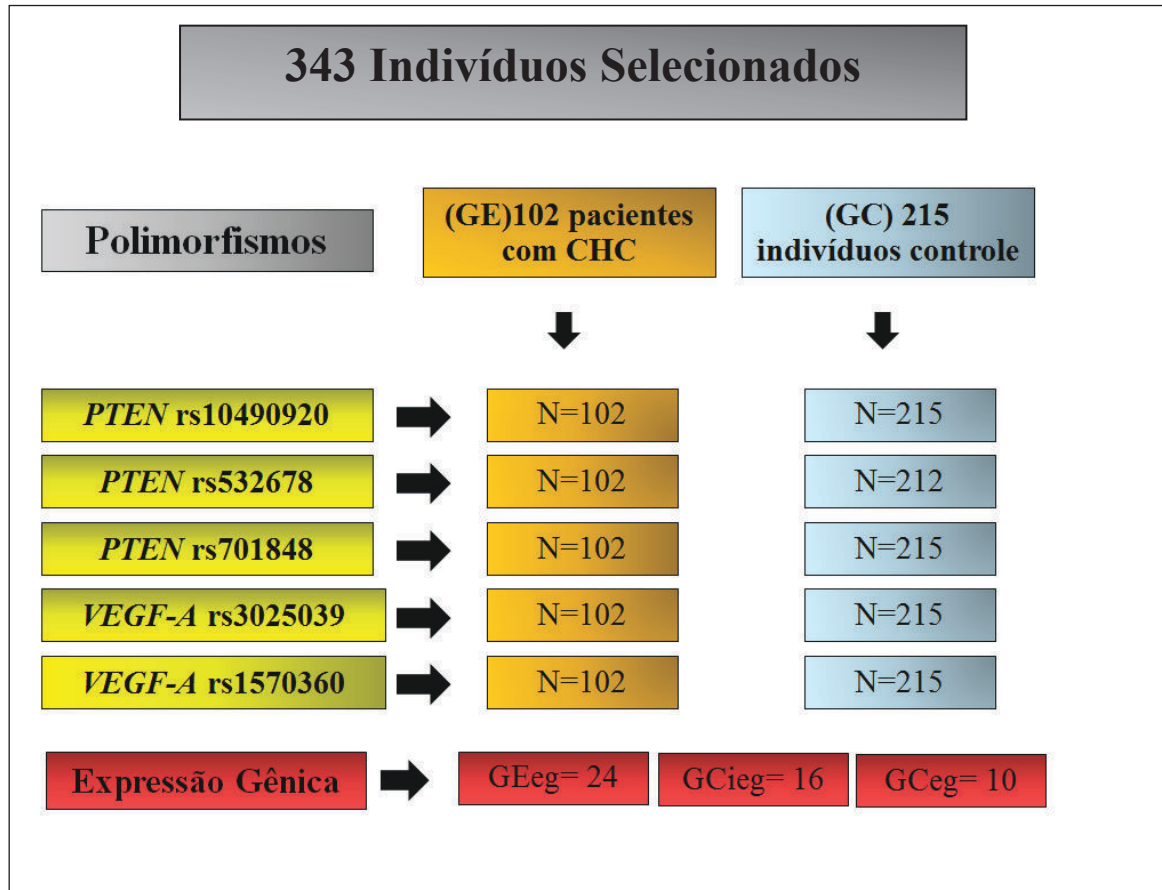 343 Indivíduos Selecionados
Polimorfismos
(GE)102 pacientes
com CHC
(GC) 215
indivíduos controle
PTEN rs10490920
N=102
N=215
PTEN rs532678
N=102
N=212
PTEN rs701848
N=102
N=215
VEGF-A rs3025039
N=102
N=215
VEGF-A rs1570360
N=102
N=215
Expressão Gênica
GEeg= 24
GCieg= 16
GCeg= 10